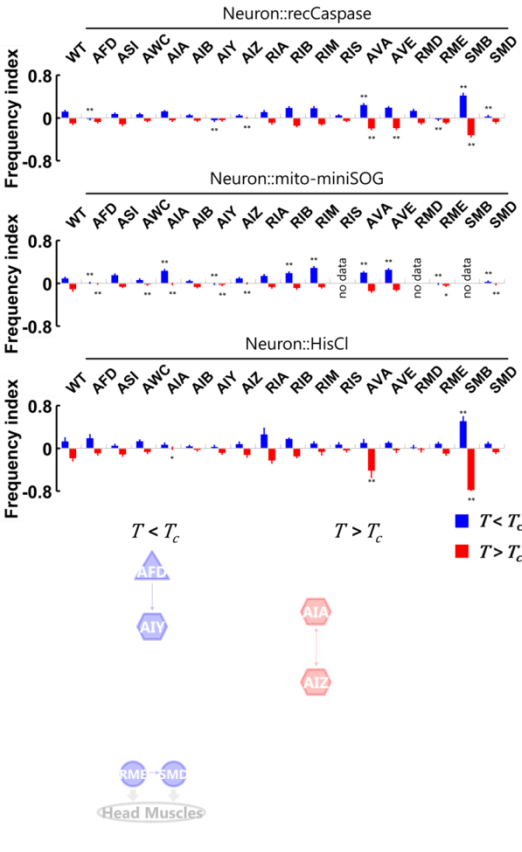 Neuron::recCaspase
WT AFD ASI AWC AIA AIB AIY AIZ RIA RIB RIM RIS AVA AVE RMD RME SMB SMD
Frequency index
0.8
0
-0.8
** ** ** ** ** ** ** ** ** **
Neuron::mito-miniSOG
WT AFD ASI AWC AIA AIB AIY AIZ RIA RIB RIM RIS AVA AVE RMD RME SMB SMD
Frequency index
0.8
0
-0.8
** ** ** ** ** ** ** ** ** ** no data ** ** no data ** * no data ** **
Neuron::HisCl
WT AFD ASI AWC AIA AIB AIY AIZ RIA RIB RIM RIS AVA AVE RMD RME SMB SMD
Frequency index
0.8
0
-0.8
* ** ** **
T < Tc
T > Tc
T < Tc
T > Tc
AFD
AIY
AIA
AIZ
RME SMD
Head Muscles